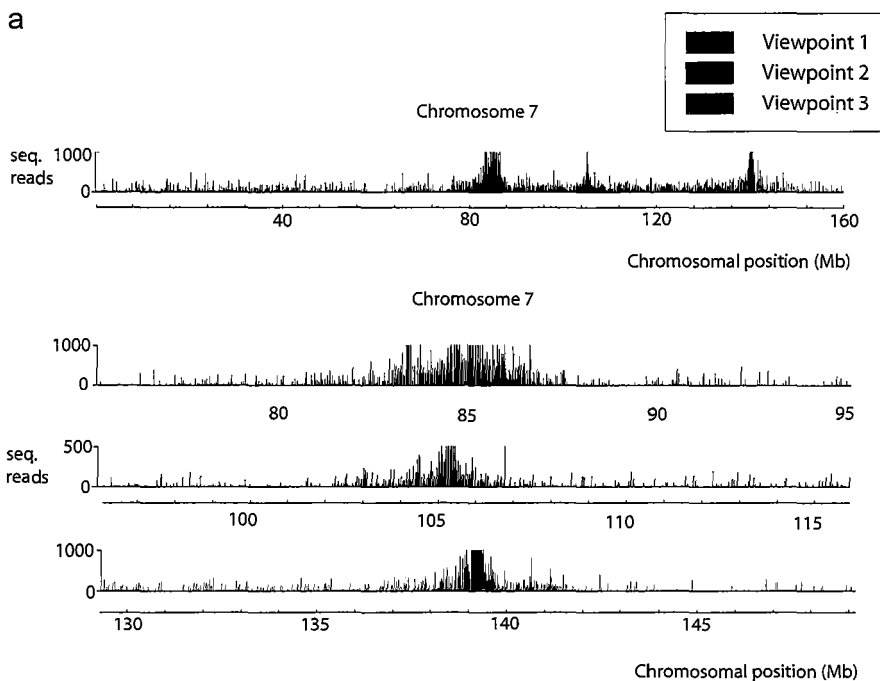 a
Viewpoint 1
Viewpoint 2
Viewpoint 3
Chromosome 7
seq. reads
1000
0
40 80 120 160
Chromosomal position (Mb)
Chromosome 7
1000
0
80 85 90 95
seq. reads
500
0
100 105 110 115
1000
0
130 135 140 145
Chromosomal position (Mb)